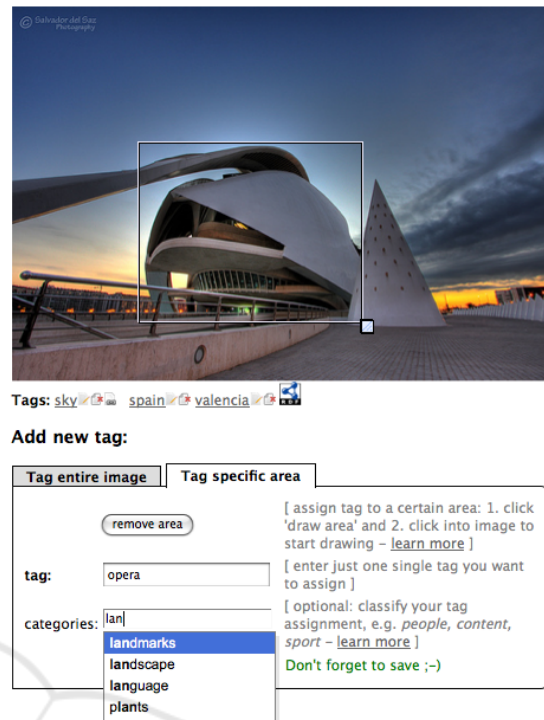 © Salvador del Saz
Photography
Tags: sky spain valencia
RDF
Add new tag:
Tag entire image Tag specific area
remove area
[ assign tag to a certain area: 1. click
'draw area' and 2. click into image to
start drawing – learn more ]
tag: opera
[ enter just one single tag you want
to assign ]
categories: lan
[ optional: classify your tag
assignment, e.g. people, content,
sport – learn more ]
Don't forget to save ;-)
landmarks
landscape
language
plants